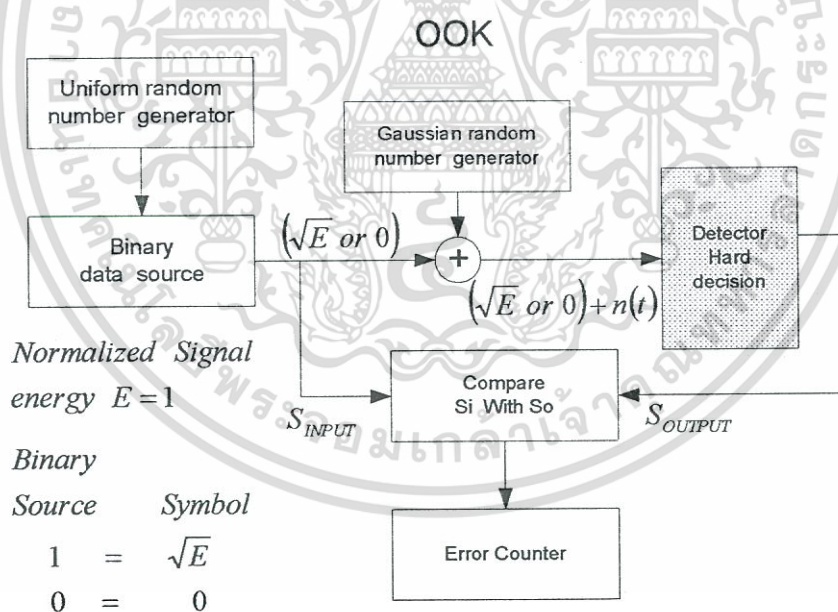 OOK
Uniform random
number generator
Gaussian random
number generator
Binary
data source
(√E or 0)
+
(√E or 0)+n(t)
Detector
Hard
decision
Normalized Signal
energy E = 1
Compare
Si With So
S_INPUT
S_OUTPUT
Binary
Source Symbol
1 = √E
0 = 0
Error Counter